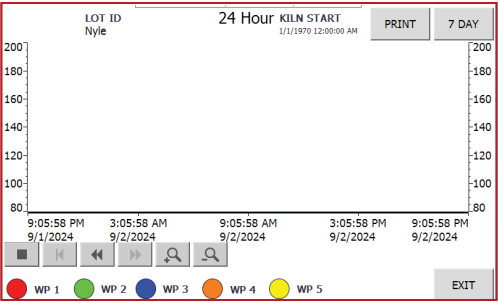 LOT ID
Nyle
24 Hour
KILN START
1/1/1970 12:00:00 AM
PRINT
7 DAY
200 200
180 180
160 160
140 140
120 120
100 100
80 80
9:05:58 PM 3:05:58 AM 9:05:58 AM 3:05:58 PM 9:05:58 PM
9/1/2024 9/2/2024 9/2/2024 9/2/2024 9/2/2024
WP 1 WP 2 WP 3 WP 4 WP 5
EXIT